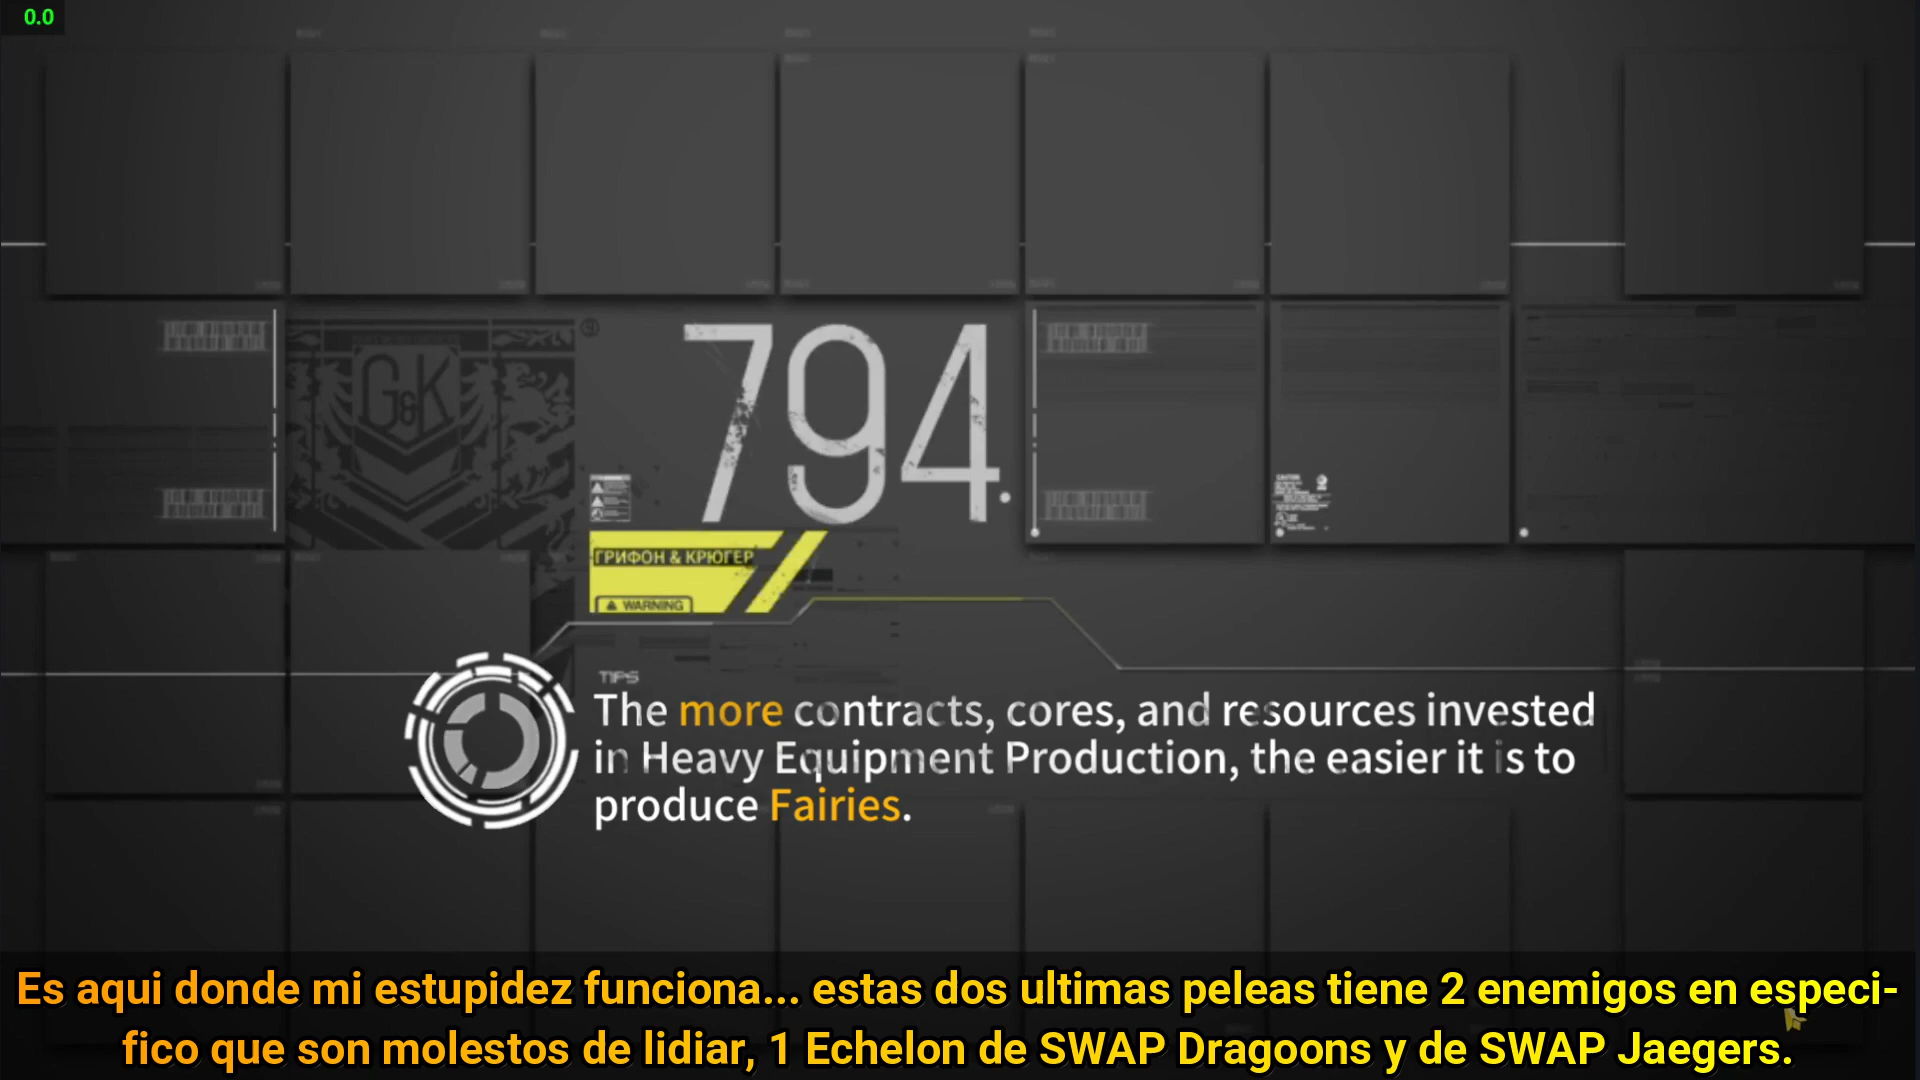 0.0
G&K
794.
ГРИФОН & КРЮГЕР
WARNING
TIPS
The more contracts, cores, and resources invested
in Heavy Equipment Production, the easier it is to
produce Fairies.
CAUTION
Es aqui donde mi estupidez funciona... estas dos ultimas peleas tiene 2 enemigos en especi-
fico que son molestos de lidiar, 1 Echelon de SWAP Dragoons y de SWAP Jaegers.